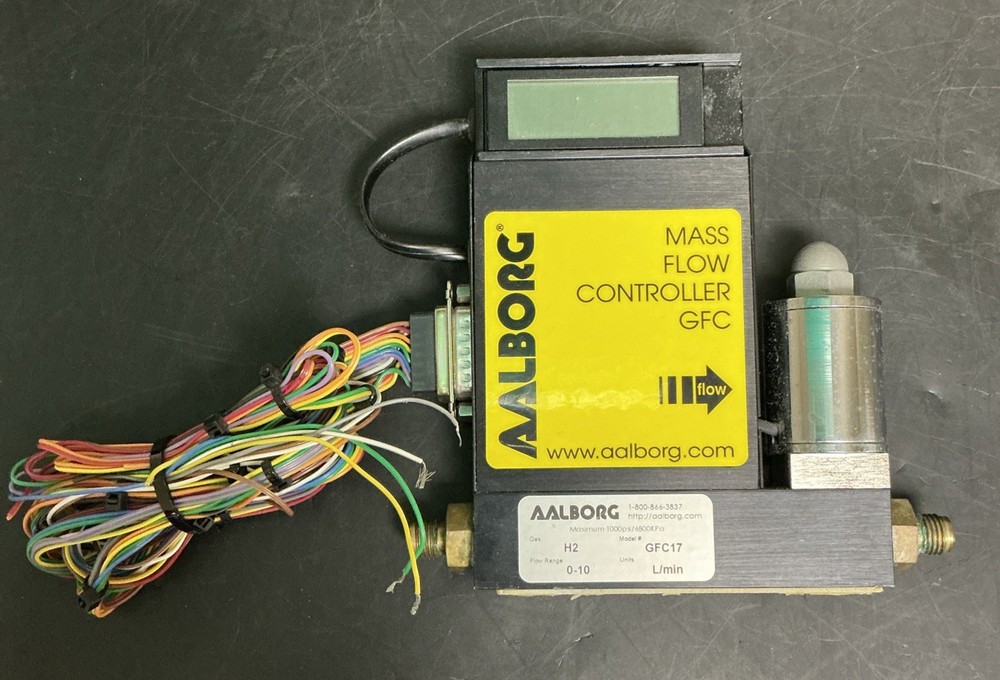 AALBORG®
MASS
FLOW
CONTROLLER
GFC
flow
www.aalborg.com
AALBORG
1-800-866-3837
http://aalborg.com
Maximum 1000psi/6800KPa
Gas H2 Model # GFC17
Flow Range 0-10 Units L/min